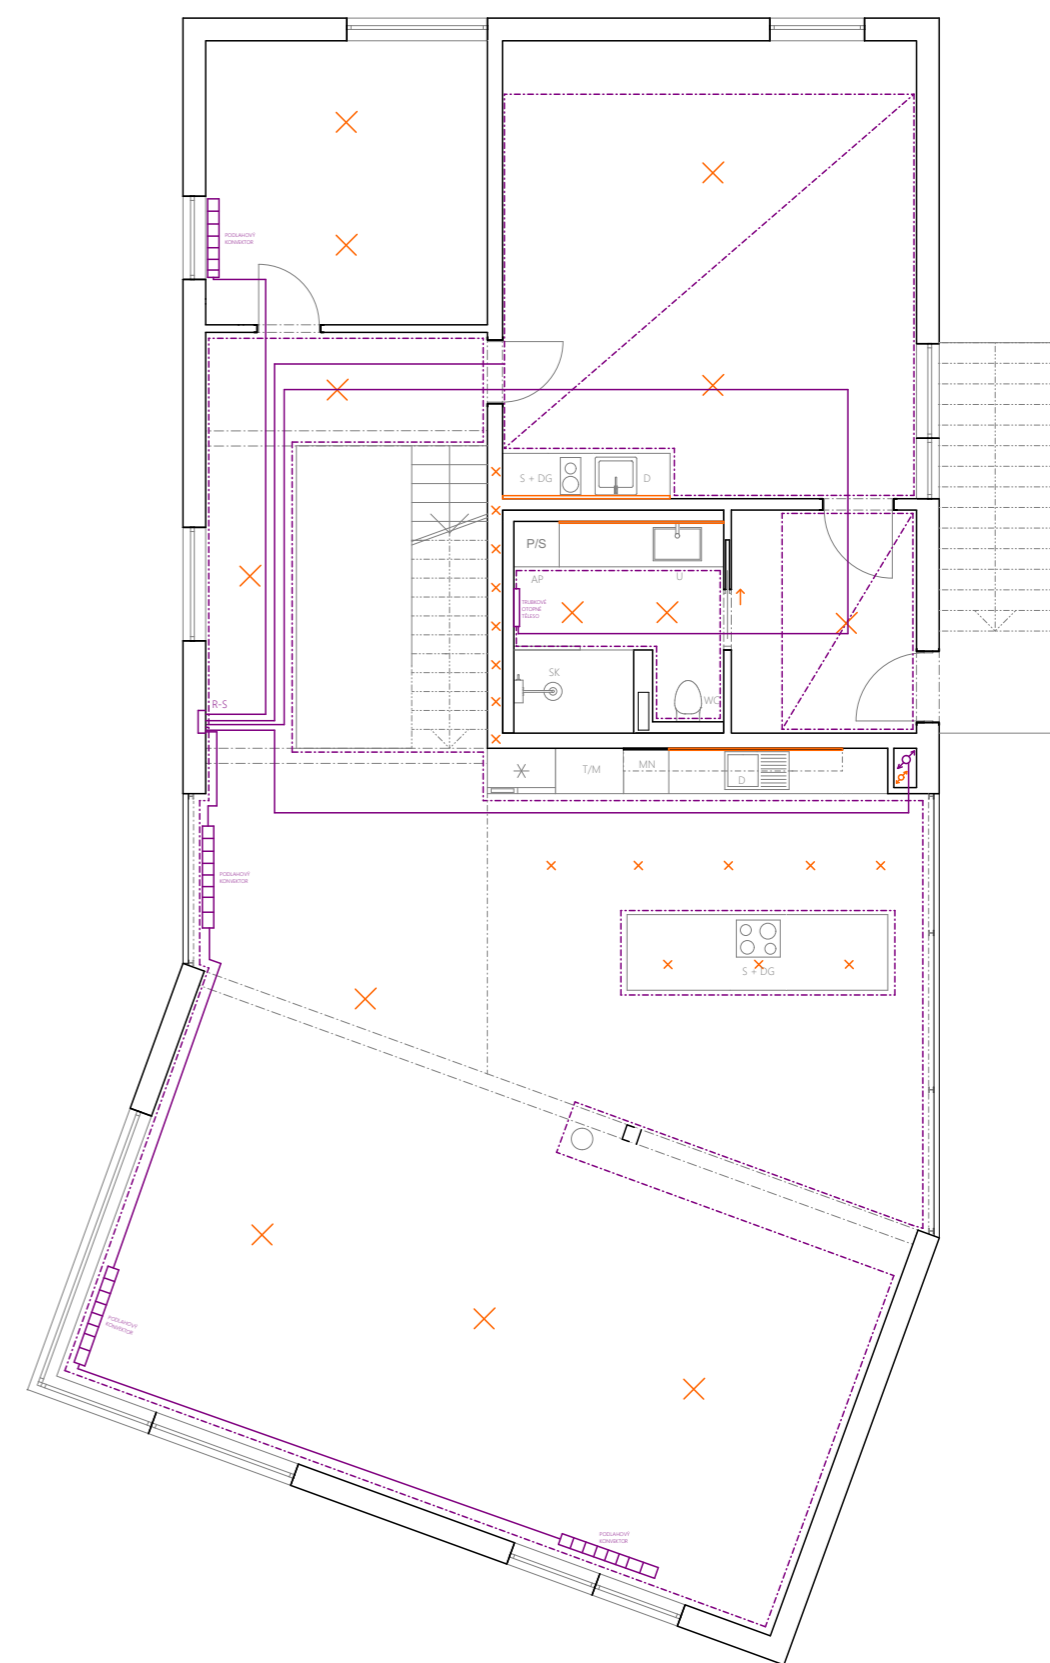 PODLAHOVÝ
KONVEKTOR
S + DG
D
P/S
AP
U
TRUBKOVÉ
OTOPNÉ
TĚLESO
SK
WC
R-S
T/M
MN
D
PODLAHOVÝ
KONVEKTOR
S + DG
PODLAHOVÝ
KONVEKTOR
PODLAHOVÝ
KONVEKTOR